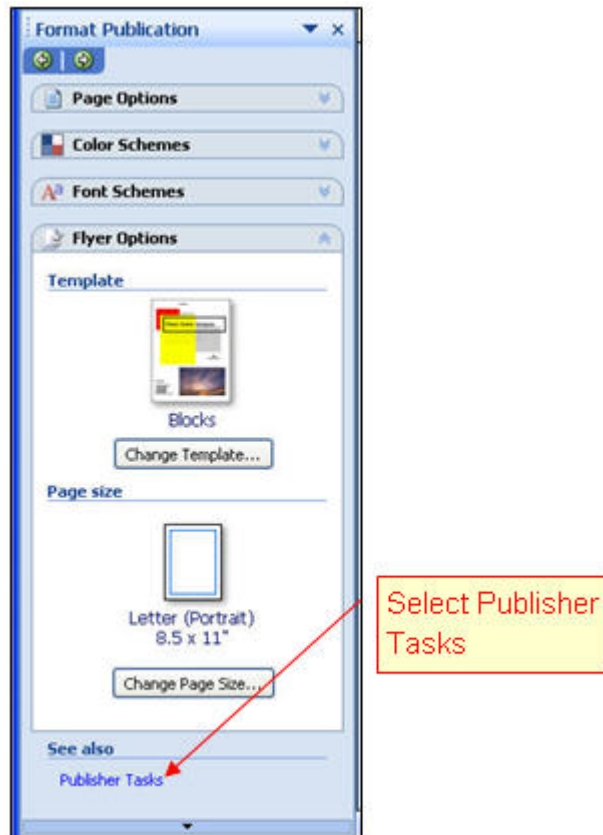 Format Publication
Page Options
Color Schemes
Font Schemes
Flyer Options
Template
Blocks
Change Template...
Page size
Letter (Portrait)
8.5 x 11"
Change Page Size...
See also
Publisher Tasks
Select Publisher
Tasks